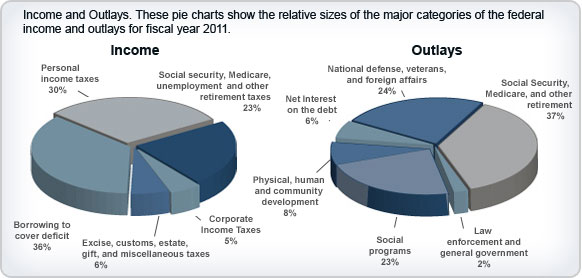 Income and Outlays. These pie charts show the relative sizes of the major categories of the federal
income and outlays for fiscal year 2011.
Income
Personal
income taxes
30%
Social security, Medicare,
unemployment and other
retirement taxes
23%
Borrowing to
cover deficit
36%
Excise, customs, estate,
gift, and miscellaneous taxes
6%
Corporate
Income Taxes
5%
Outlays
National defense, veterans,
and foreign affairs
24%
Social Security,
Medicare, and other
retirement
37%
Net Interest
on the debt
6%
Physical, human
and community
development
8%
Social
programs
23%
Law
enforcement and
general government
2%